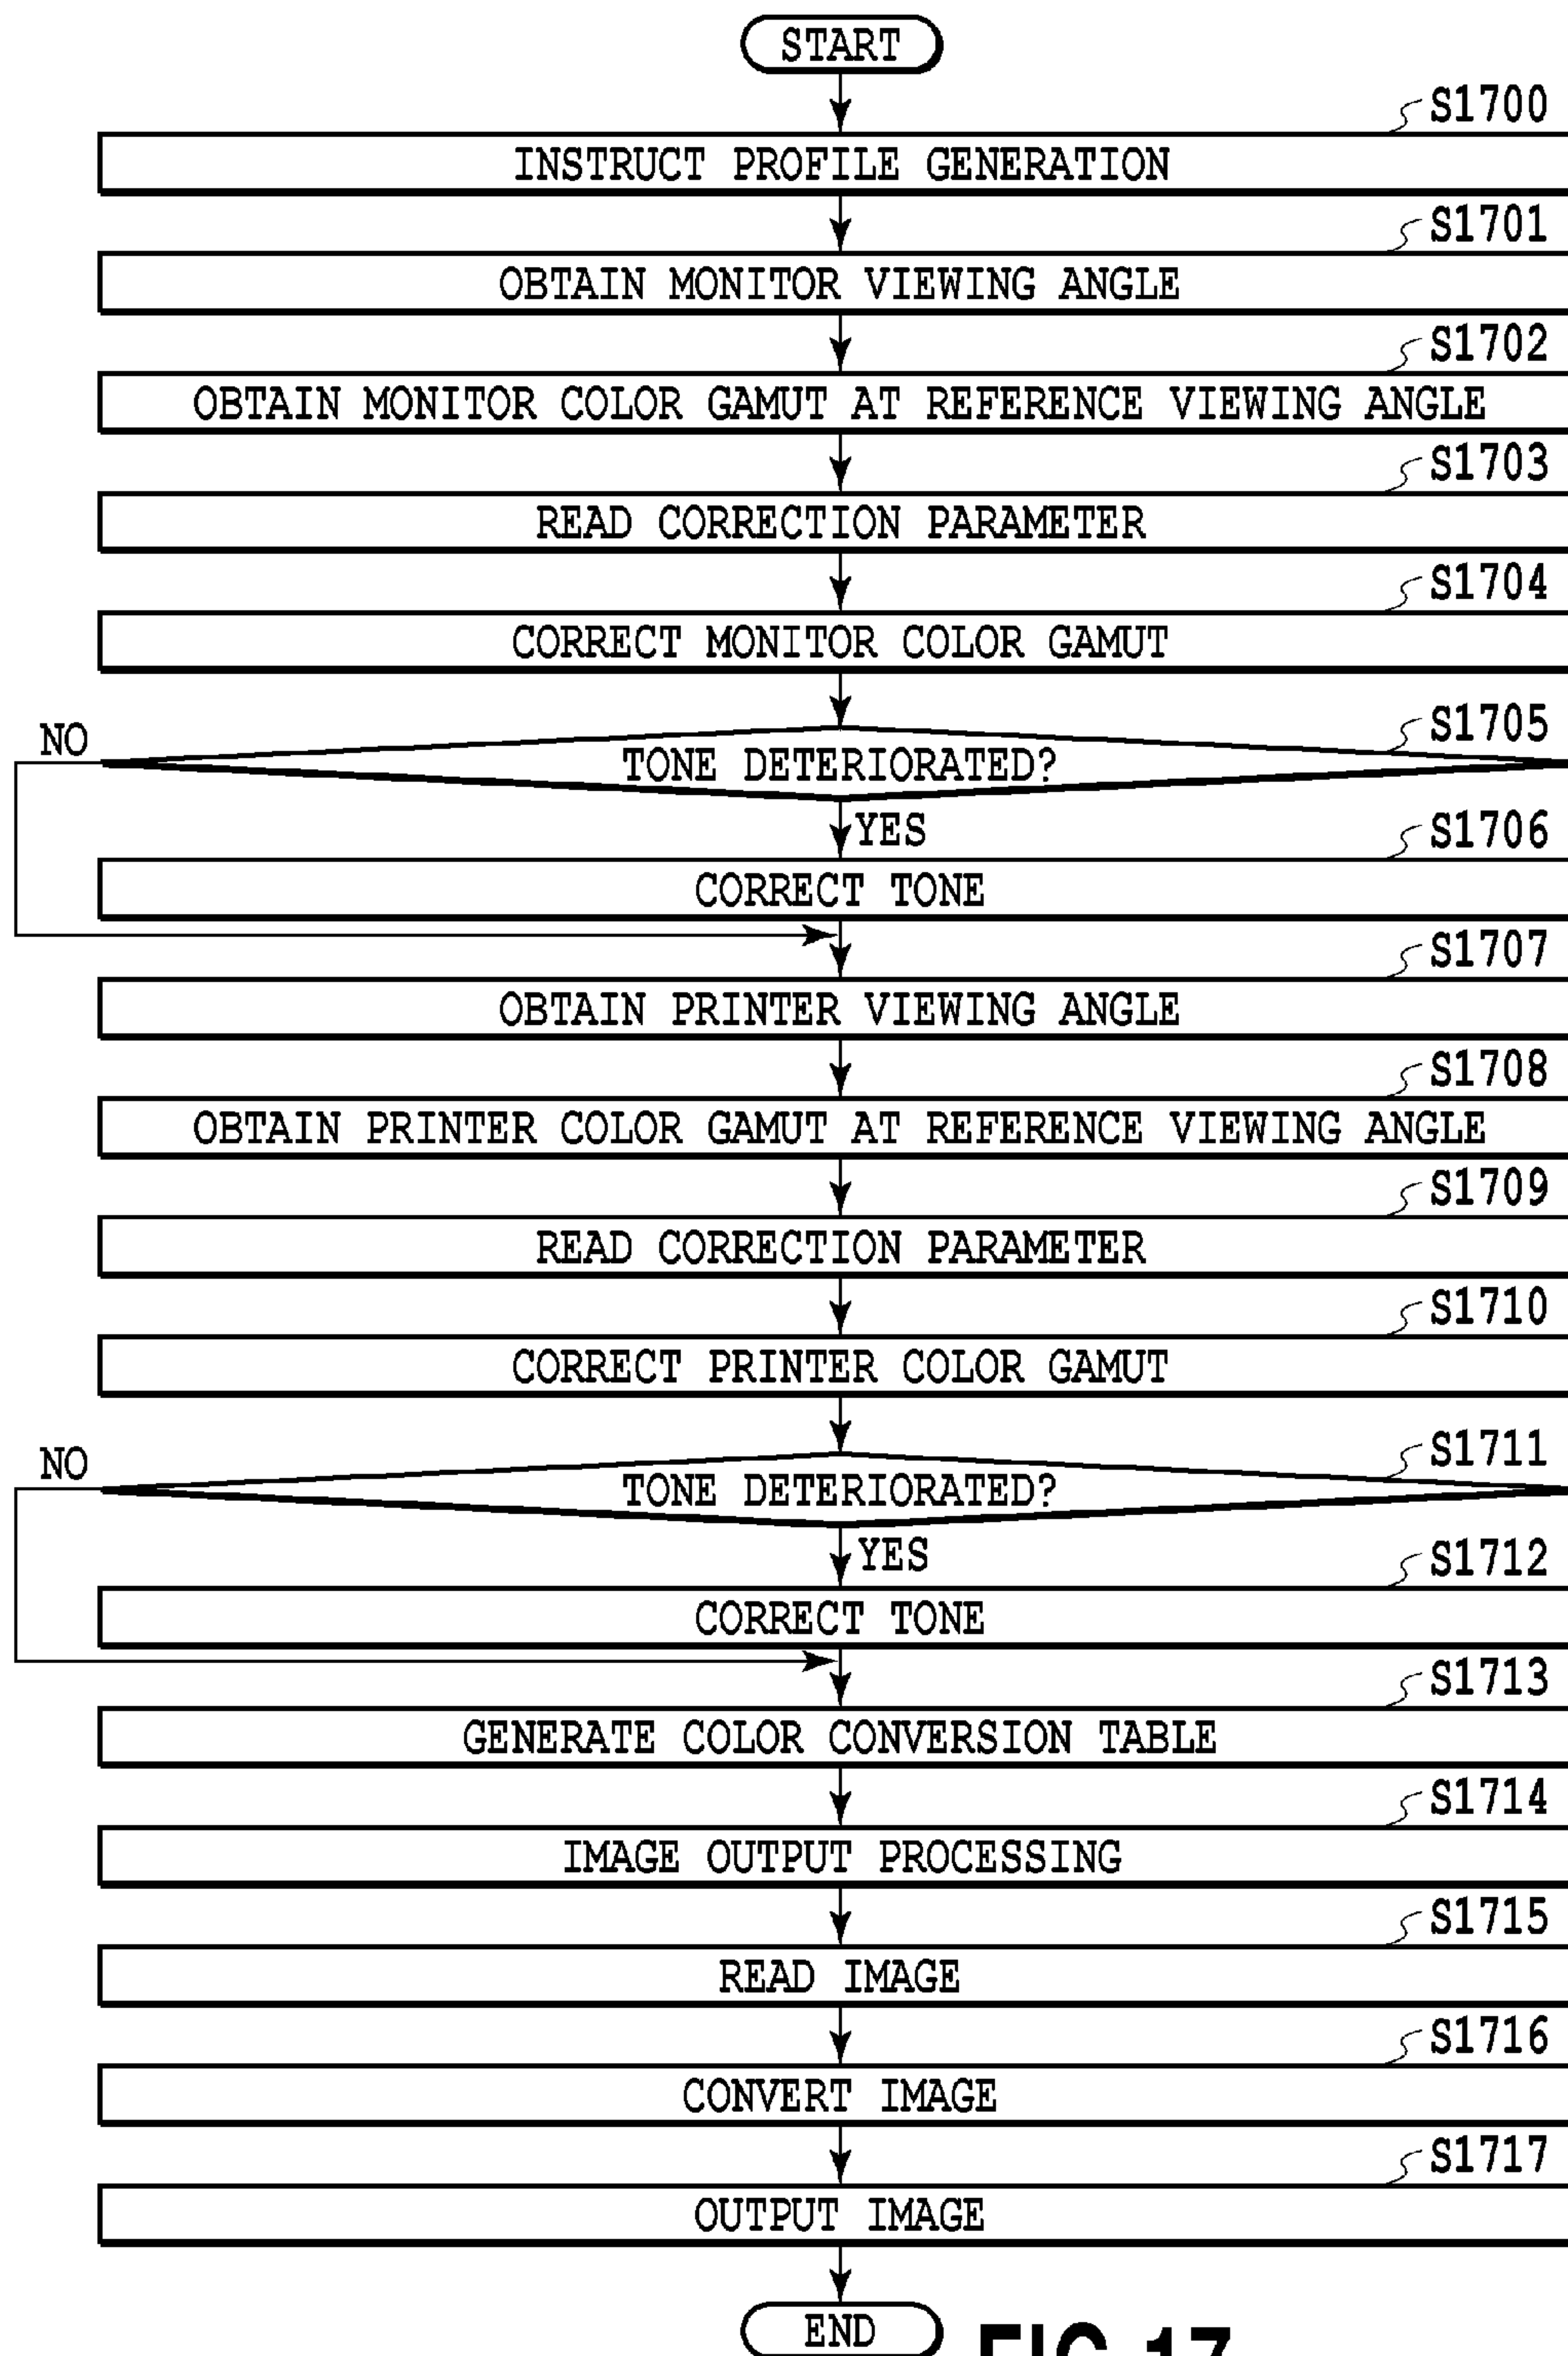 START
S1700
INSTRUCT PROFILE GENERATION
S1701
OBTAIN MONITOR VIEWING ANGLE
S1702
OBTAIN MONITOR COLOR GAMUT AT REFERENCE VIEWING ANGLE
S1703
READ CORRECTION PARAMETER
S1704
CORRECT MONITOR COLOR GAMUT
S1705
NO
TONE DETERIORATED?
YES
S1706
CORRECT TONE
S1707
OBTAIN PRINTER VIEWING ANGLE
S1708
OBTAIN PRINTER COLOR GAMUT AT REFERENCE VIEWING ANGLE
S1709
READ CORRECTION PARAMETER
S1710
CORRECT PRINTER COLOR GAMUT
S1711
NO
TONE DETERIORATED?
YES
S1712
CORRECT TONE
S1713
GENERATE COLOR CONVERSION TABLE
S1714
IMAGE OUTPUT PROCESSING
S1715
READ IMAGE
S1716
CONVERT IMAGE
S1717
OUTPUT IMAGE
END
FIG.17